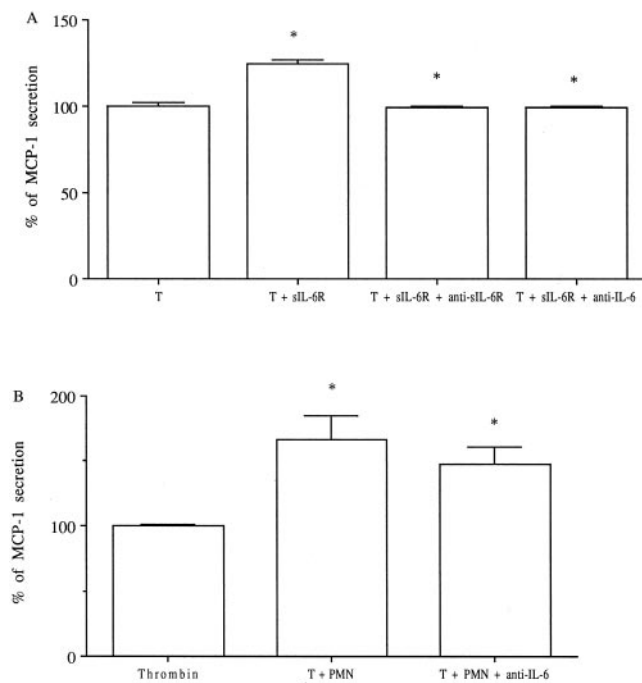 A
% of MCP-1 secretion
150
100
50
0
*
*
*
T
T + sIL-6R
T + sIL-6R + anti-sIL-6R
T + sIL-6R + anti-IL-6
B
% of MCP-1 secretion
200
100
0
*
*
Thrombin
T + PMN
T + PMN + anti-IL-6